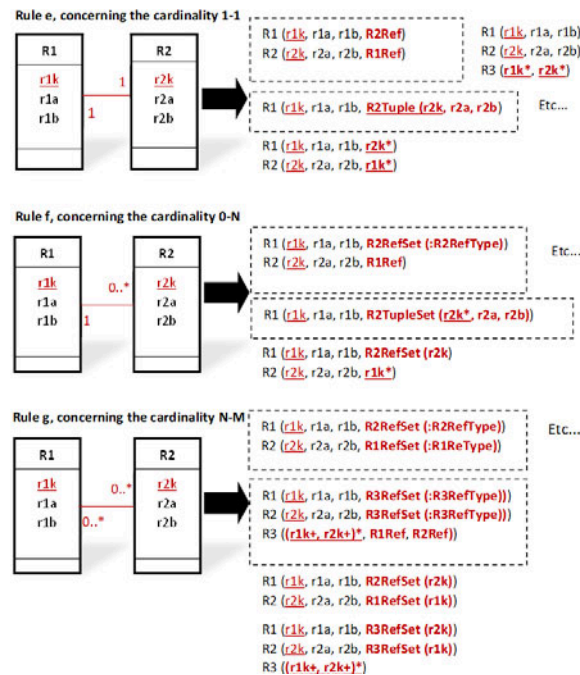 Rule e, concerning the cardinality 1-1
R1
r1k
r1a
r1b
1
1
R2
r2k
r2a
r2b
R1 (r1k, r1a, r1b, R2Ref)
R2 (r2k, r2a, r2b, R1Ref)
R1 (r1k, r1a, r1b)
R2 (r2k, r2a, r2b)
R3 (r1k*, r2k*)
R1 (r1k, r1a, r1b, R2Tuple (r2k, r2a, r2b)
Etc...
R1 (r1k, r1a, r1b, r2k*)
R2 (r2k, r2a, r2b, r1k*)
Rule f, concerning the cardinality 0-N
R1
r1k
r1a
r1b
0..*
1
R2
r2k
r2a
r2b
R1 (r1k, r1a, r1b, R2RefSet (:R2RefType))
R2 (r2k, r2a, r2b, R1Ref)
Etc...
R1 (r1k, r1a, r1b, R2TupleSet (r2k*, r2a, r2b))
R1 (r1k, r1a, r1b, R2RefSet (r2k)
R2 (r2k, r2a, r2b, r1k*)
Rule g, concerning the cardinality N-M
R1
r1k
r1a
r1b
0..*
0..*
R2
r2k
r2a
r2b
R1 (r1k, r1a, r1b, R2RefSet (:R2RefType))
R2 (r2k, r2a, r2b, R1RefSet (:R1ReType))
Etc...
R1 (r1k, r1a, r1b, R3RefSet (:R3RefType)))
R2 (r2k, r2a, r2b, R3RefSet (:R3RefType)))
R3 ((r1k+, r2k+)*, R1Ref, R2Ref))
R1 (r1k, r1a, r1b, R2RefSet (r2k))
R2 (r2k, r2a, r2b, R1RefSet (r1k))
R1 (r1k, r1a, r1b, R3RefSet (r2k))
R2 (r2k, r2a, r2b, R3RefSet (r1k))
R3 ((r1k+, r2k+)*)